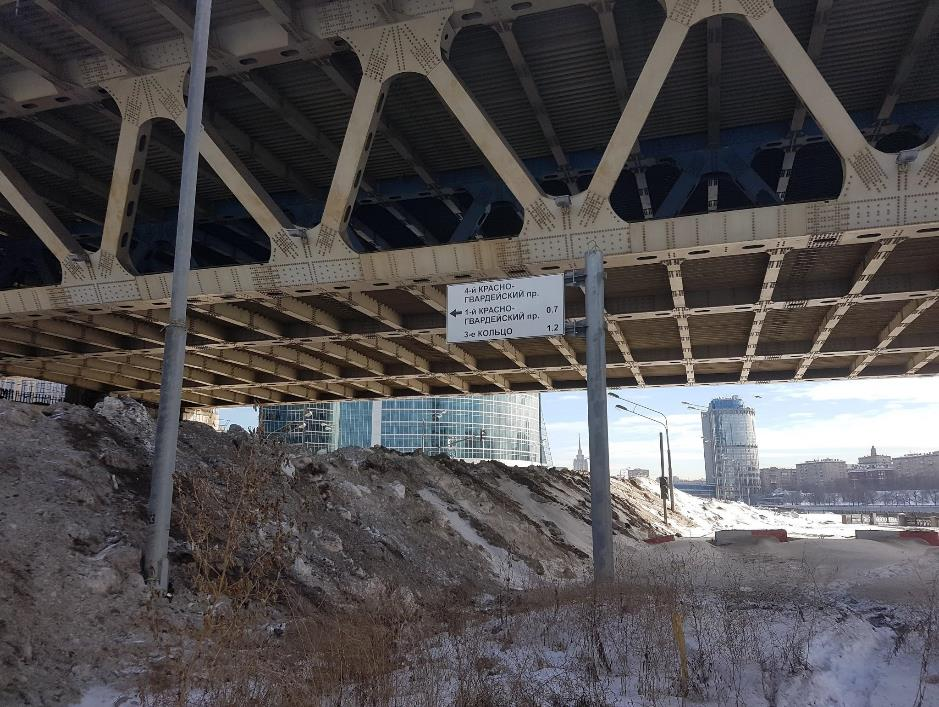 4-й КРАСНО-
ГВАРДЕЙСКИЙ пр.
1-й КРАСНО-
ГВАРДЕЙСКИЙ пр. 0.7
3-е КОЛЬЦО 1.2